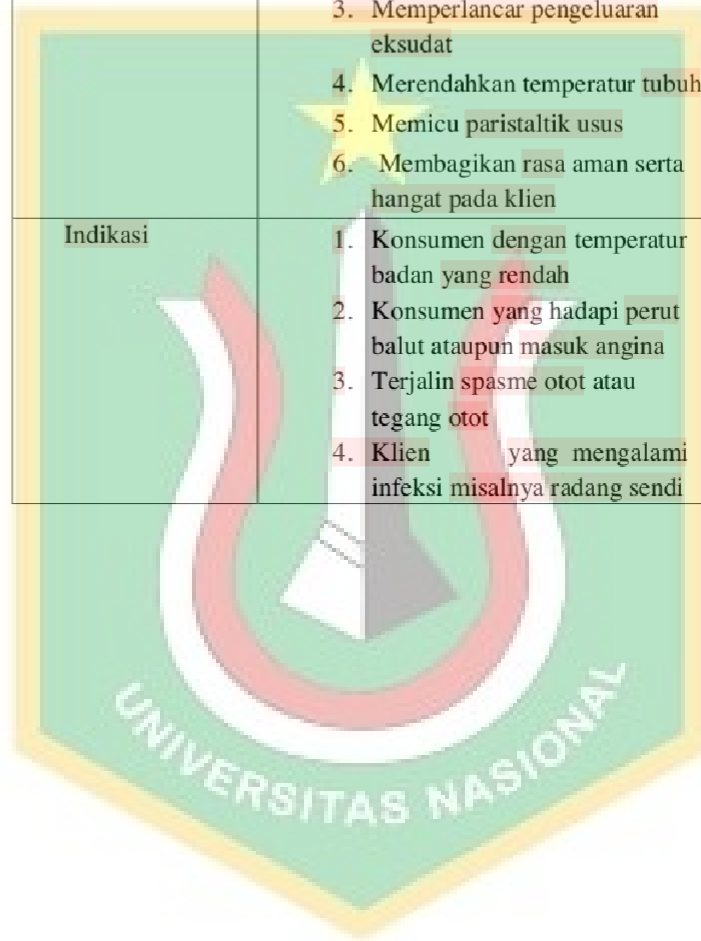 3. Memperlancar pengeluaran
eksudat
4. Merendahkan temperatur tubuh
5. Memicu paristaltik usus
6. Membagikan rasa aman serta
hangat pada klien
Indikasi
1. Konsumen dengan temperatur
badan yang rendah
2. Konsumen yang hadapi perut
balut ataupun masuk angina
3. Terjalin spasme otot atau
tegang otot
4. Klien yang mengalami
infeksi misalnya radang sendi
UNIVERSITAS NASIONAL